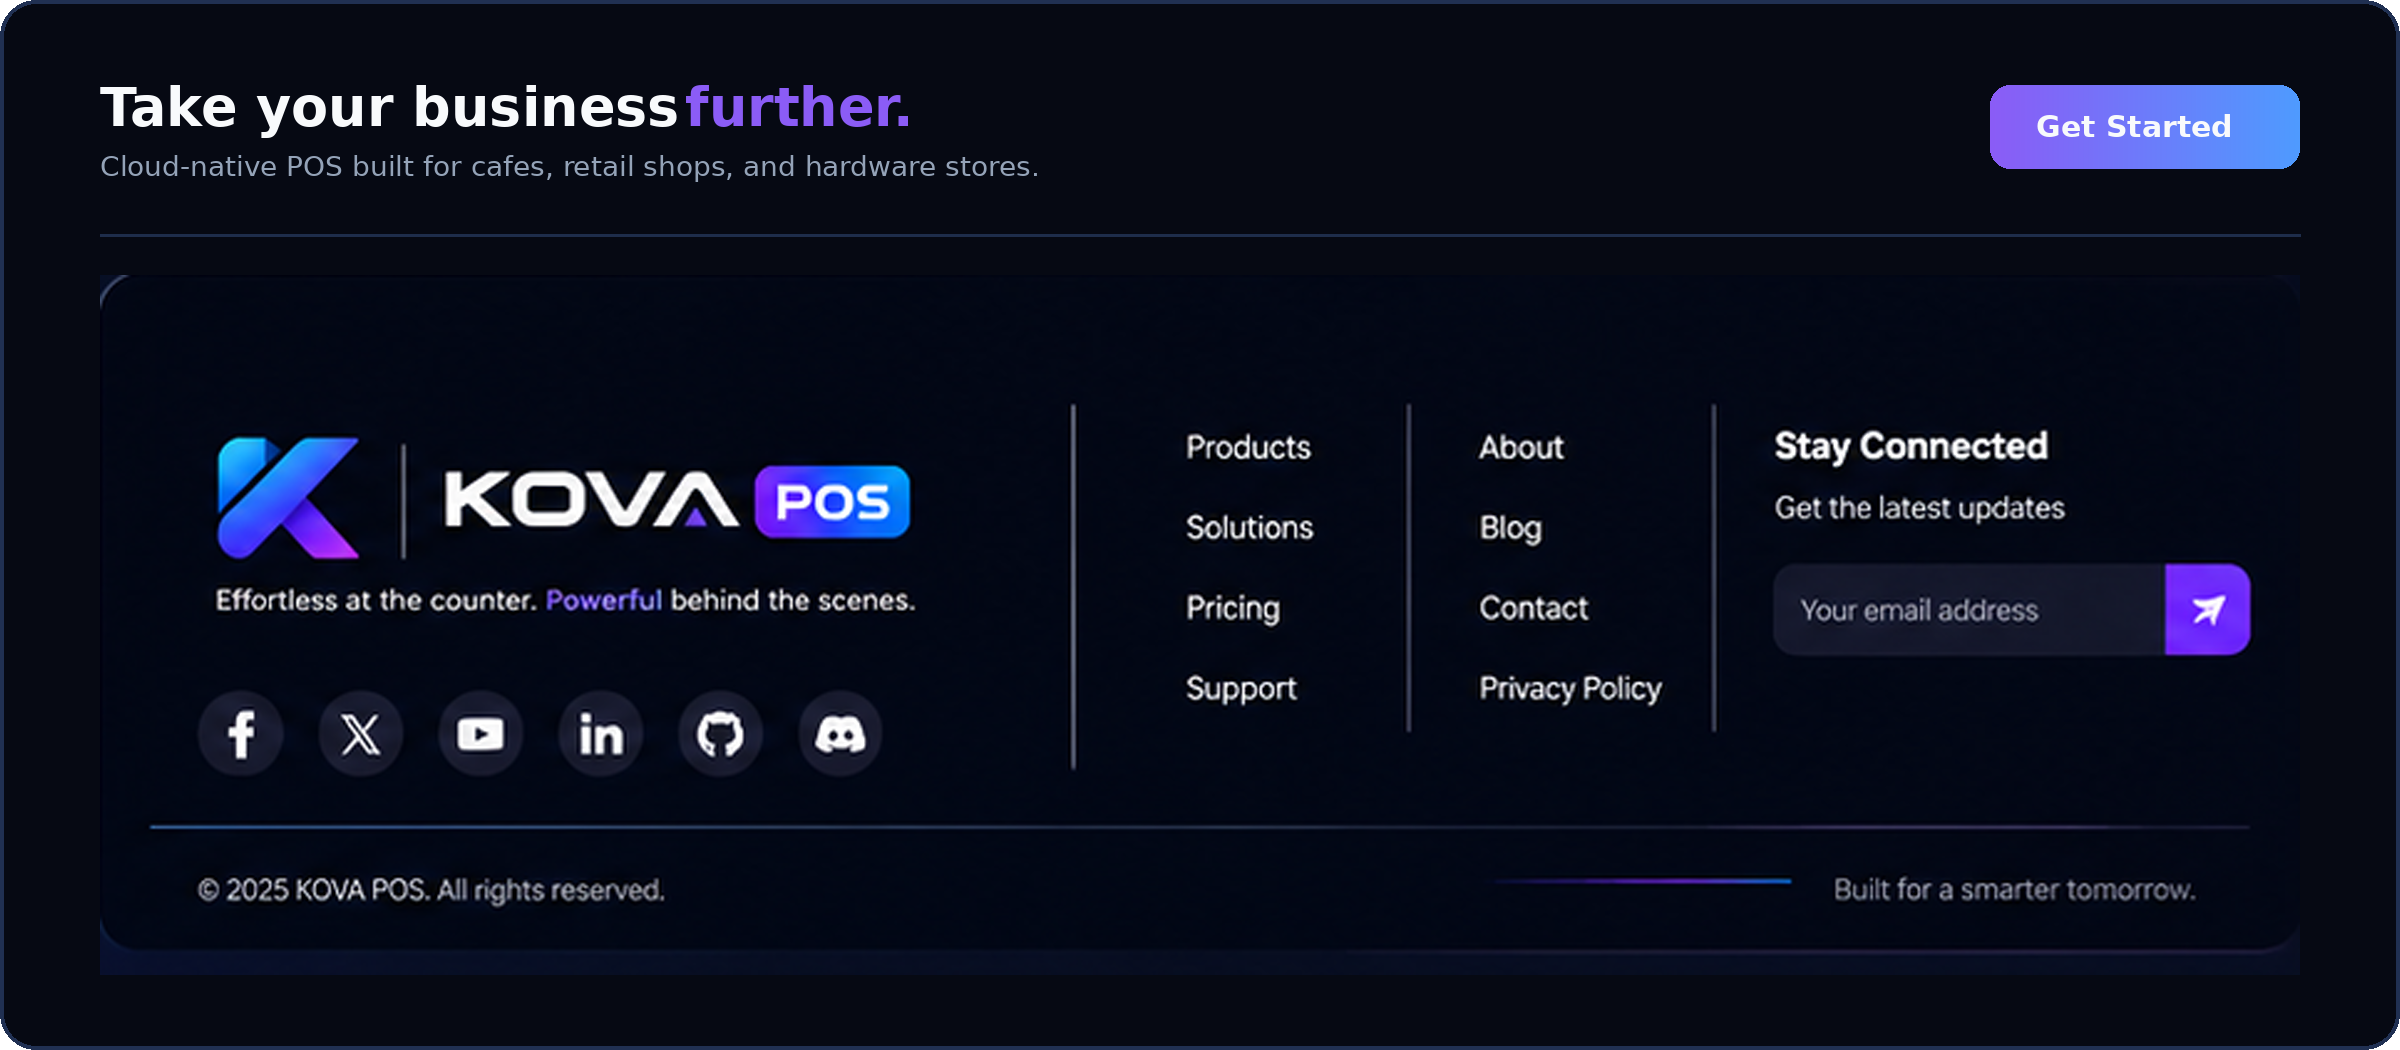 Take your business further.
Cloud-native POS built for cafes, retail shops, and hardware stores.
Get Started
KOVA POS
Effortless at the counter. Powerful behind the scenes.
Products
Solutions
Pricing
Support
About
Blog
Contact
Privacy Policy
Stay Connected
Get the latest updates
Your email address
© 2025 KOVA POS. All rights reserved.
Built for a smarter tomorrow.